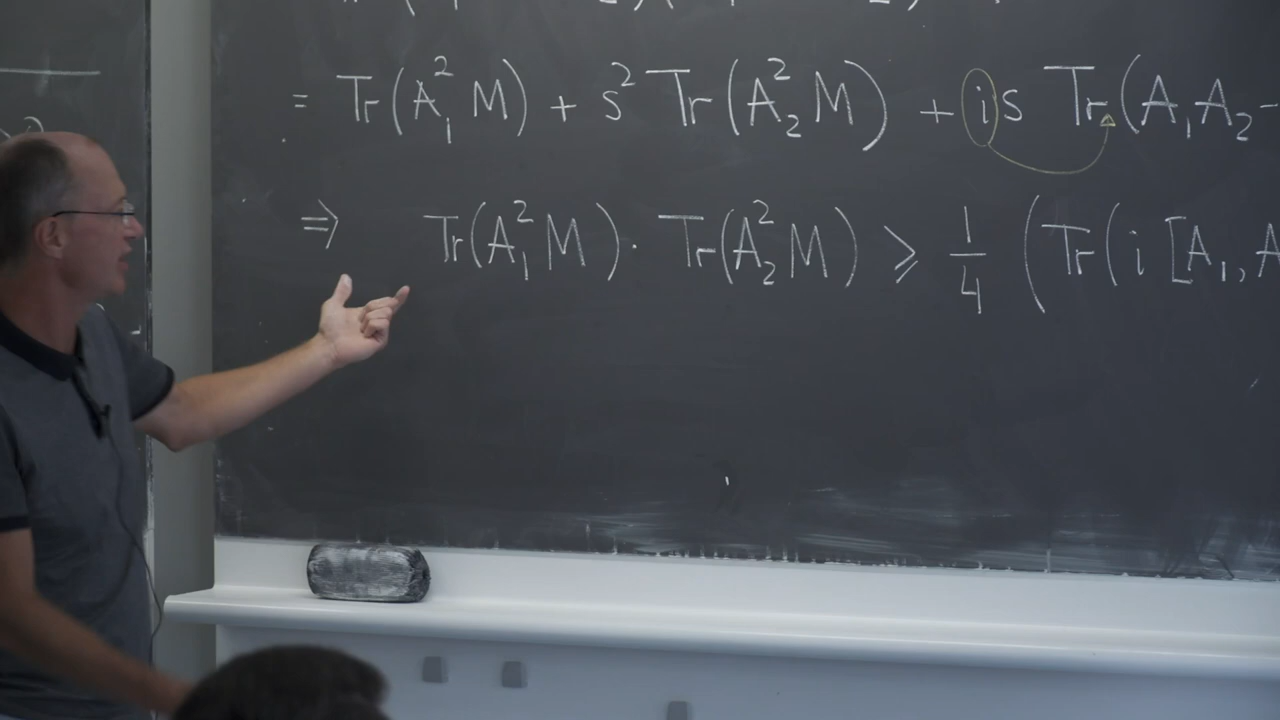 = Tr(A₁²M) + s² Tr(A₂²M) + is Tr(A₁A₂ -
⇒ Tr(A₁²M) · Tr(A₂²M) ≥ 1/4 (Tr(i[A₁, A